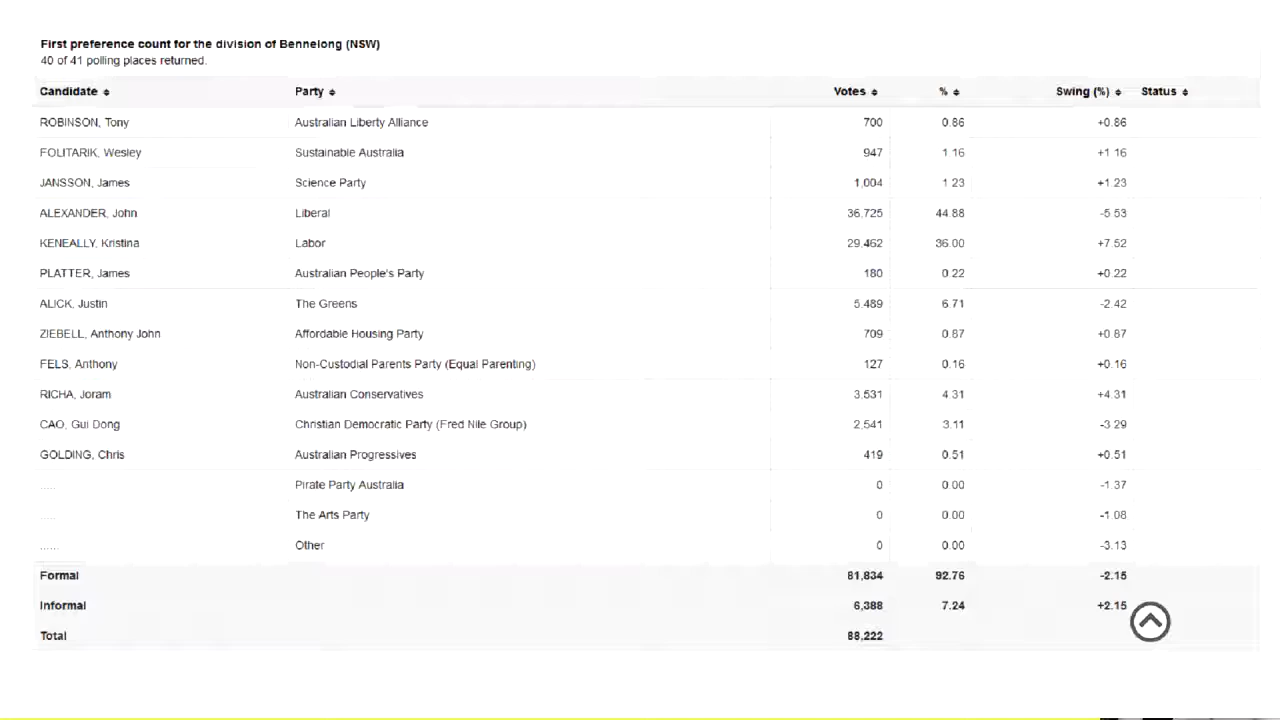 First preference count for the division of Bennelong (NSW)
40 of 41 polling places returned.
Candidate Party Votes % Swing (%) Status
ROBINSON, Tony Australian Liberty Alliance 700 0.86 +0.86
FOLITARIK, Wesley Sustainable Australia 947 1.16 +1.16
JANSSON, James Science Party 1,004 1.23 +1.23
ALEXANDER, John Liberal 36,725 44.88 -5.53
KENEALLY, Kristina Labor 29,462 36.00 +7.52
PLATTER, James Australian People's Party 180 0.22 +0.22
ALICK, Justin The Greens 5,489 6.71 -2.42
ZIEBELL, Anthony John Affordable Housing Party 709 0.87 +0.87
FELS, Anthony Non-Custodial Parents Party (Equal Parenting) 127 0.16 +0.16
RICHA, Joram Australian Conservatives 3,531 4.31 +4.31
CAO, Gui Dong Christian Democratic Party (Fred Nile Group) 2,541 3.11 -3.29
GOLDING, Chris Australian Progressives 419 0.51 +0.51
..... Pirate Party Australia 0 0.00 -1.37
..... The Arts Party 0 0.00 -1.08
...... Other 0 0.00 -3.13
Formal 81,834 92.76 -2.15
Informal 6,388 7.24 +2.15
Total 88,222